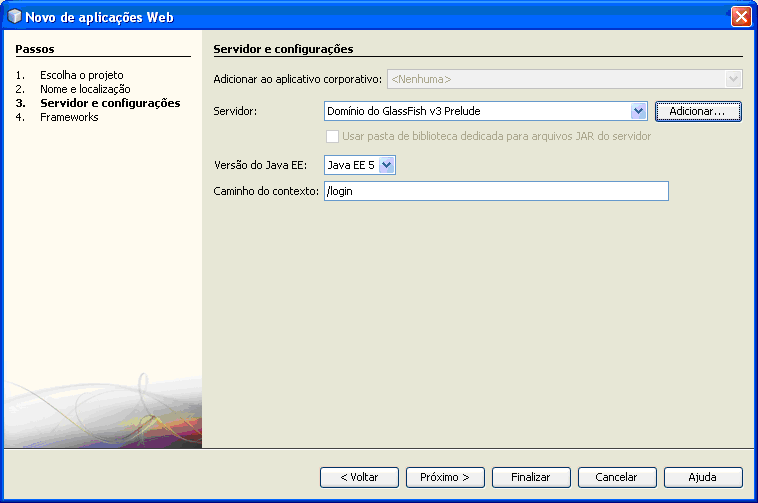 Novo de aplicações Web
Passos
1. Escolha o projeto
2. Nome e localização
3. Servidor e configurações
4. Frameworks
Servidor e configurações
Adicionar ao aplicativo corporativo: <Nenhuma>
Servidor: Domínio do GlassFish v3 Prelude Adicionar...
Usar pasta de biblioteca dedicada para arquivos JAR do servidor
Versão do Java EE: Java EE 5
Caminho do contexto: /login
< Voltar Próximo > Finalizar Cancelar Ajuda